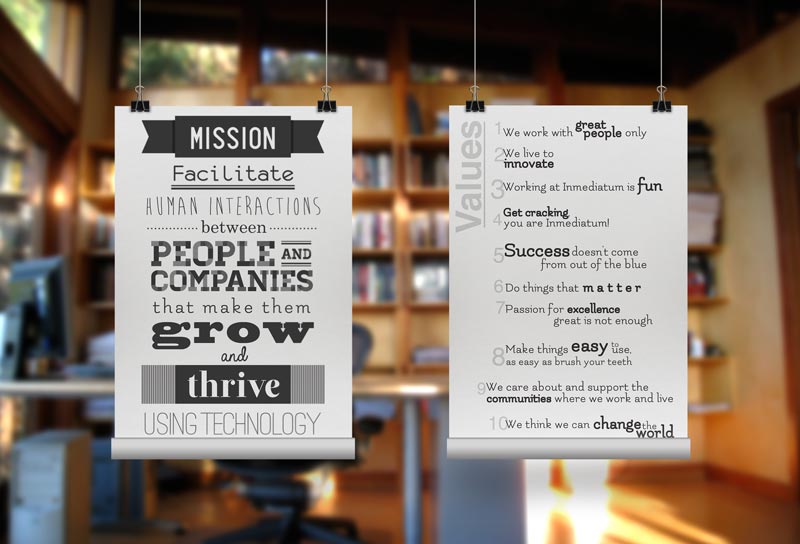 MISSION
Facilitate
HUMAN INTERACTIONS
between
PEOPLE AND
COMPANIES
that make them
grow
and
thrive
USING TECHNOLOGY
Values
1 We work with great
people only
2 We live to
innovate
3 Working at Inmediatum is fun
4 Get cracking,
you are Inmediatum!
5 Success doesn't come
from out of the blue
6 Do things that matter
7 Passion for excellence
great is not enough
8 Make things easy to use,
as easy as brush your teeth
9 We care about and support the
communities where we work and live
10 We think we can change the
world